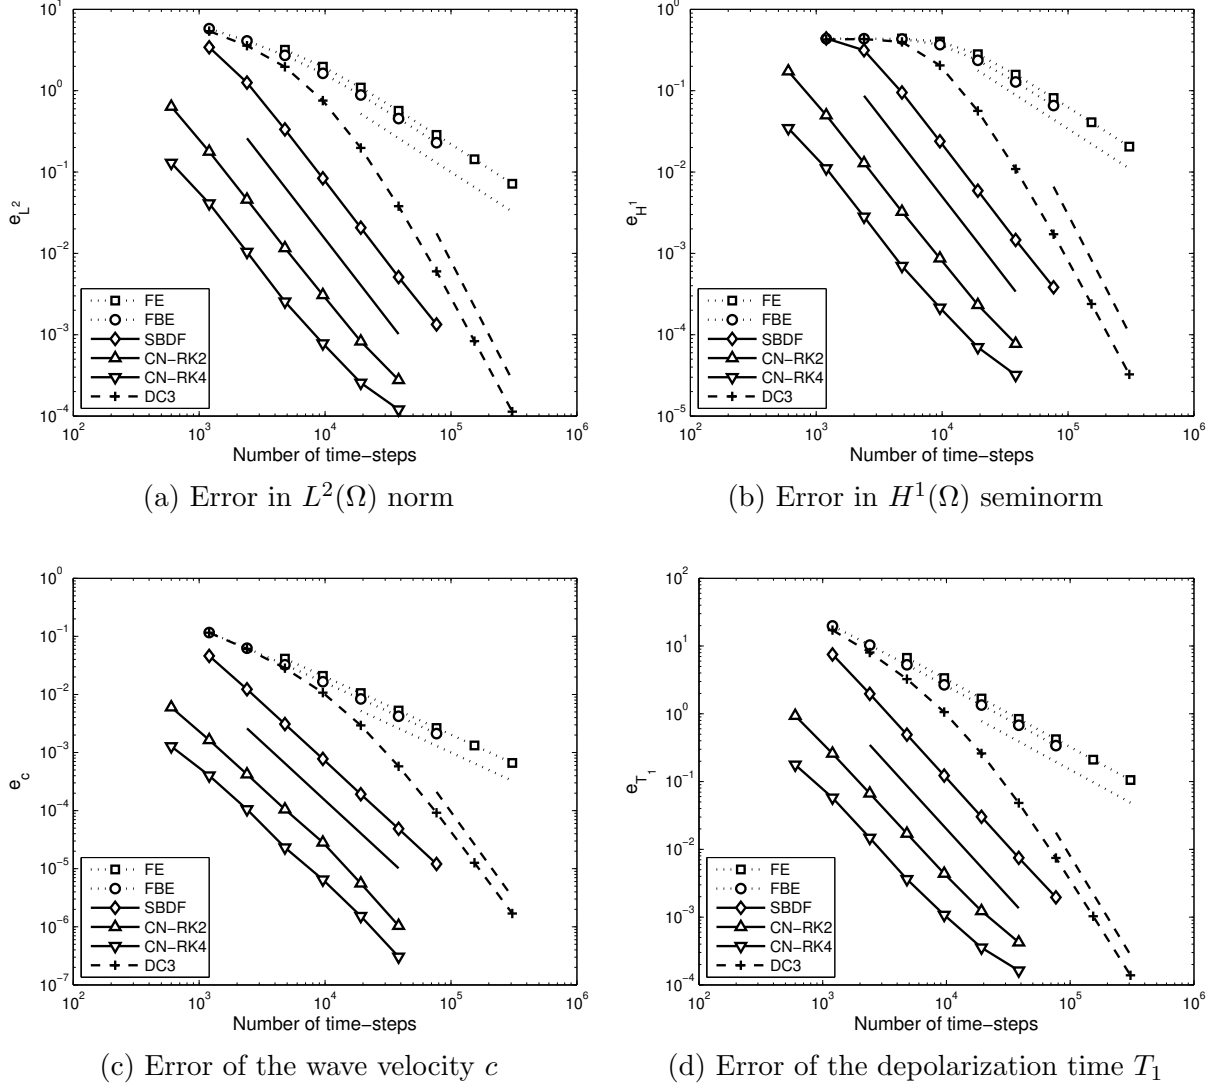 10^1
10^0
10^-1
10^-2
10^-3
10^-4
e_{L^2}
FE
FBE
SBDF
CN-RK2
CN-RK4
DC3
10^2 10^3 10^4 10^5 10^6
Number of time-steps
(a) Error in L^2(Ω) norm
10^1
10^0
10^-1
10^-2
10^-3
10^-4
10^-5
e_{H^1}
FE
FBE
SBDF
CN-RK2
CN-RK4
DC3
10^2 10^3 10^4 10^5 10^6
Number of time-steps
(b) Error in H^1(Ω) seminorm
10^0
10^-1
10^-2
10^-3
10^-4
10^-5
10^-6
10^-7
e_c
FE
FBE
SBDF
CN-RK2
CN-RK4
DC3
10^2 10^3 10^4 10^5 10^6
Number of time-steps
(c) Error of the wave velocity c
10^2
10^1
10^0
10^-1
10^-2
10^-3
10^-4
e_{T_1}
FE
FBE
SBDF
CN-RK2
CN-RK4
DC3
10^2 10^3 10^4 10^5 10^6
Number of time-steps
(d) Error of the depolarization time T_1